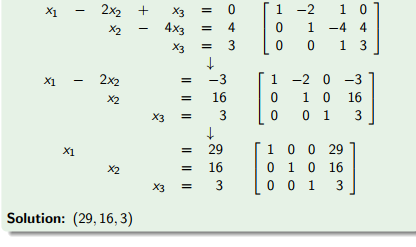 x₁ − 2x₂ + x₃ = 0 [ 1 −2 1 0 ]
x₂ − 4x₃ = 4 [ 0 1 −4 4 ]
x₃ = 3 [ 0 0 1 3 ]
↓
x₁ − 2x₂ = −3 [ 1 −2 0 −3 ]
x₂ = 16 [ 0 1 0 16 ]
x₃ = 3 [ 0 0 1 3 ]
↓
x₁ = 29 [ 1 0 0 29 ]
x₂ = 16 [ 0 1 0 16 ]
x₃ = 3 [ 0 0 1 3 ]
Solution: (29, 16, 3)